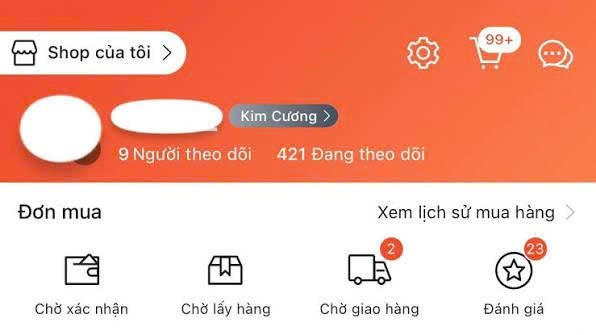 Shop của tôi
99+
Kim Cương
9 Người theo dõi 421 Đang theo dõi
Đơn mua Xem lịch sử mua hàng
2 23
Chờ xác nhận Chờ lấy hàng Chờ giao hàng Đánh giá